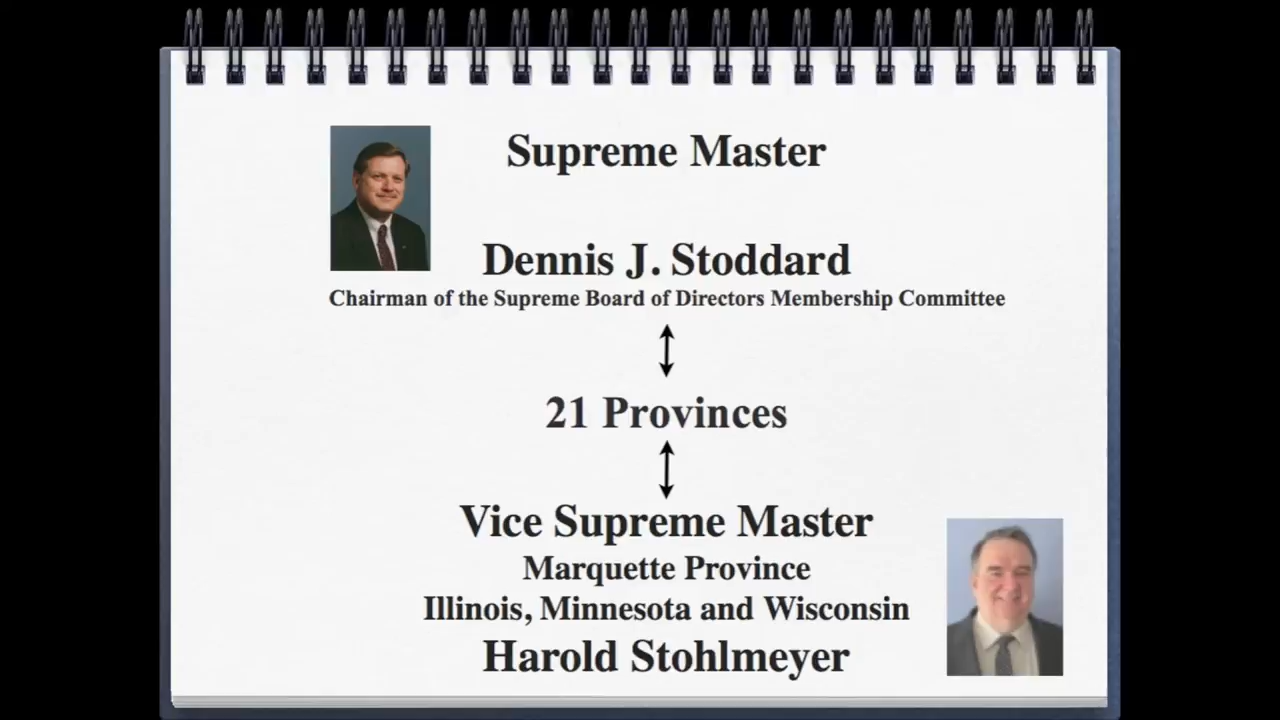 Supreme Master
Dennis J. Stoddard
Chairman of the Supreme Board of Directors Membership Committee
21 Provinces
Vice Supreme Master
Marquette Province
Illinois, Minnesota and Wisconsin
Harold Stohlmeyer